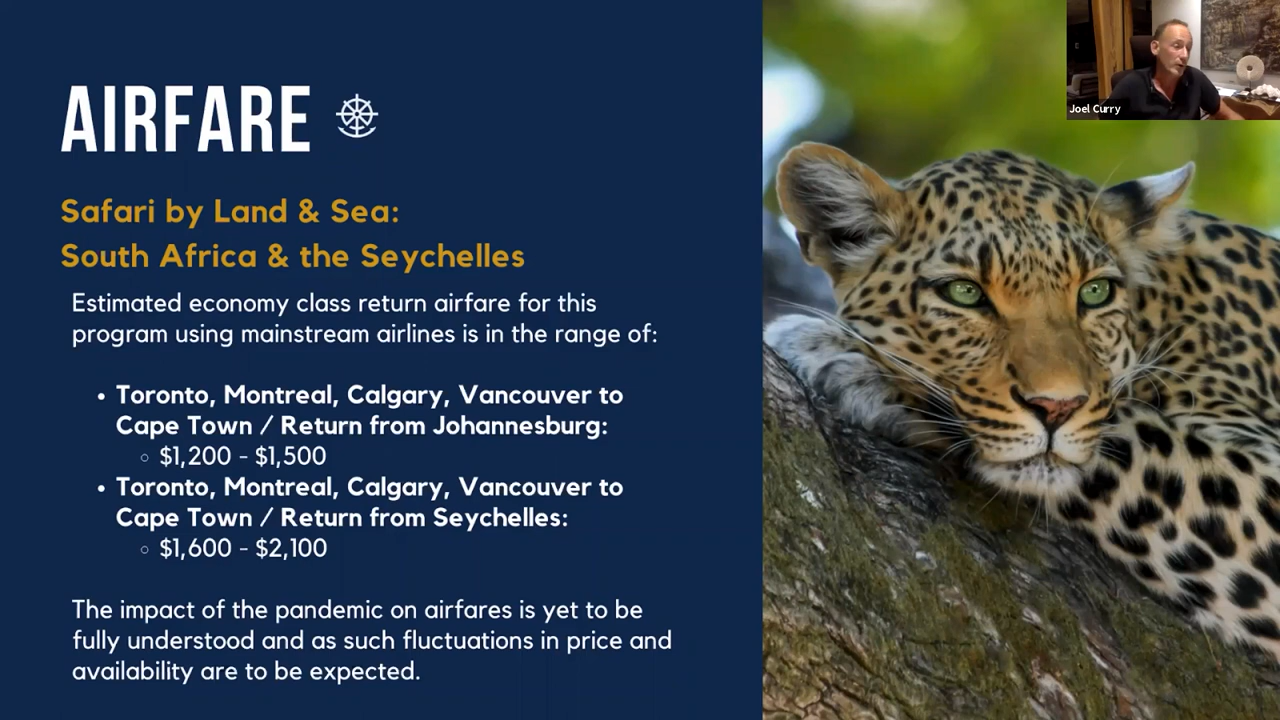 AIRFARE
Safari by Land & Sea:
South Africa & the Seychelles
Estimated economy class return airfare for this
program using mainstream airlines is in the range of:
• Toronto, Montreal, Calgary, Vancouver to
Cape Town / Return from Johannesburg:
○ $1,200 - $1,500
• Toronto, Montreal, Calgary, Vancouver to
Cape Town / Return from Seychelles:
○ $1,600 - $2,100
The impact of the pandemic on airfares is yet to be
fully understood and as such fluctuations in price and
availability are to be expected.
Joel Curry